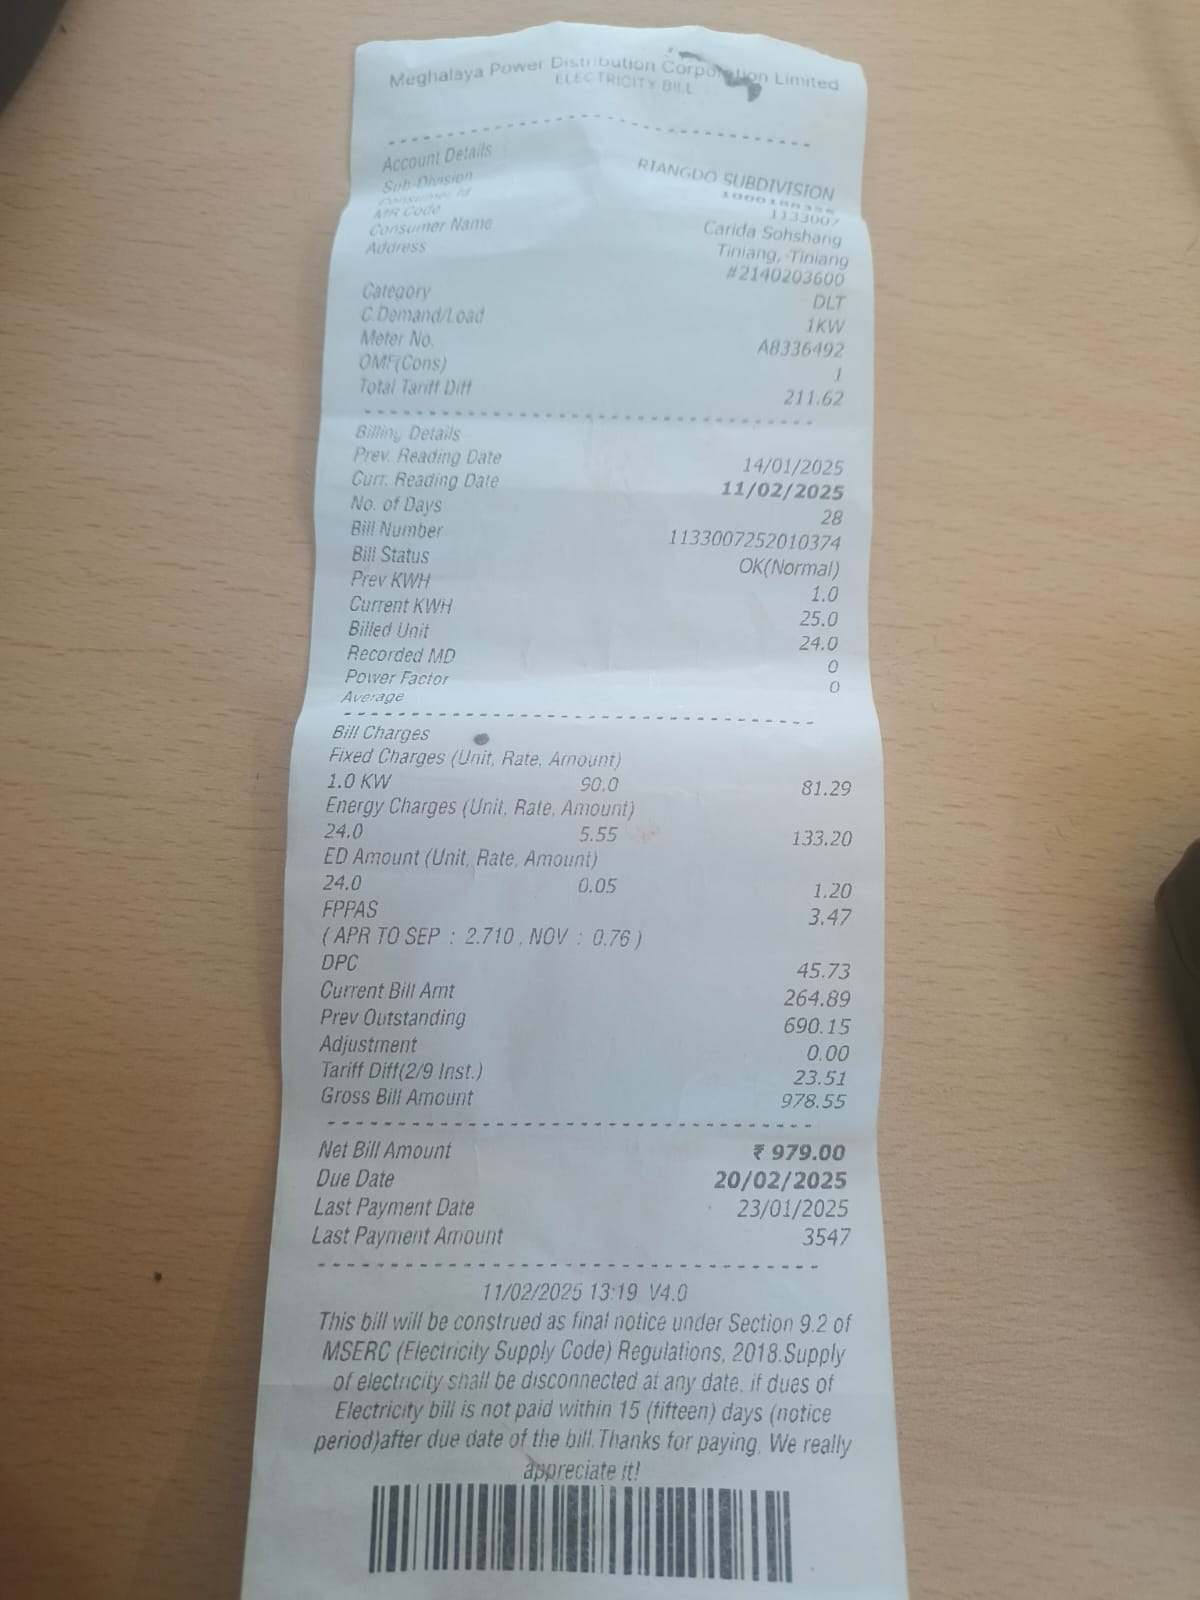 Meghalaya Power Distribution Corporation Limited
ELECTRICITY BILL
Account Details
Sub-Division RIANGDO SUBDIVISION
Consumer Id
MR Code 1133007
Consumer Name Carida Sohshang
Address Tiniang, -Tiniang
#2140203600
Category DLT
C.Demand/Load 1KW
Meter No. A8336492
OMF(Cons) 1
Total Tariff Diff 211.62
Billing Details
Prev. Reading Date 14/01/2025
Curr. Reading Date 11/02/2025
No. of Days 28
Bill Number 1133007252010374
Bill Status OK(Normal)
Prev KWH 1.0
Current KWH 25.0
Billed Unit 24.0
Recorded MD 0
Power Factor 0
Average
Bill Charges
Fixed Charges (Unit, Rate, Amount)
1.0 KW 90.0 81.29
Energy Charges (Unit, Rate, Amount)
24.0 5.55 133.20
ED Amount (Unit, Rate, Amount)
24.0 0.05 1.20
FPPAS 3.47
( APR TO SEP : 2.710 , NOV : 0.76 )
DPC 45.73
Current Bill Amt 264.89
Prev Outstanding 690.15
Adjustment 0.00
Tariff Diff(2/9 Inst.) 23.51
Gross Bill Amount 978.55
Net Bill Amount ₹ 979.00
Due Date 20/02/2025
Last Payment Date 23/01/2025
Last Payment Amount 3547
11/02/2025 13:19 V4.0
This bill will be construed as final notice under Section 9.2 of
MSERC (Electricity Supply Code) Regulations, 2018.Supply
of electricity shall be disconnected at any date, if dues of
Electricity bill is not paid within 15 (fifteen) days (notice
period)after due date of the bill.Thanks for paying. We really
appreciate it!